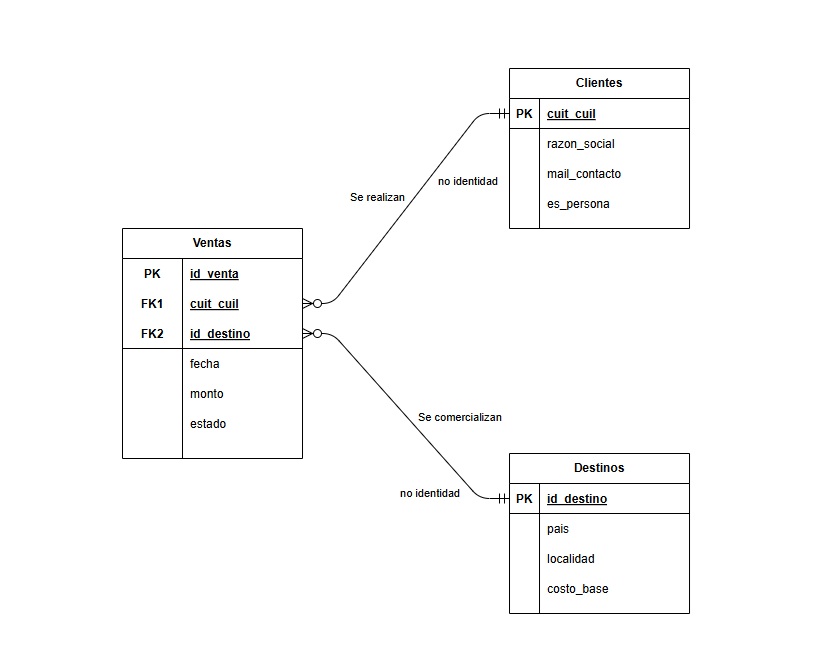 Clientes
PK cuit_cuil
razon_social
mail_contacto
es_persona
no identidad
Se realizan
Ventas
PK id_venta
FK1 cuit_cuil
FK2 id_destino
fecha
monto
estado
Se comercializan
no identidad
Destinos
PK id_destino
pais
localidad
costo_base